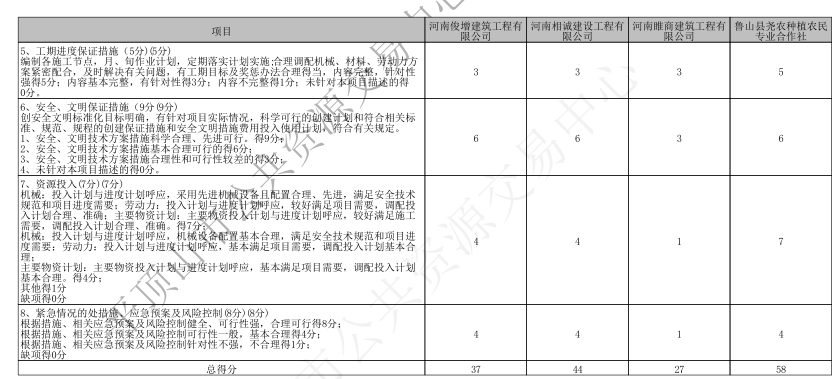 项目 河南俊增建筑工程有限公司 河南相诚建设工程有限公司 河南雎商建筑工程有限公司 鲁山县尧农种植农民专业合作社
5、工期进度保证措施（5分)(5分)
编制各施工节点，月、旬作业计划，定期落实计划实施;合理调配机械、材料、劳动力方
案紧密配合，及时解决有关问题，有工期目标及奖惩办法合理得当，内容完整，针对性
强得5分；内容基本完整，有针对性得3分；内容不完整得1分；未针对本项目描述的得
0分。
3 3 3 5
6、安全、文明保证措施（9分)(9分)
创安全文明标准化目标明确，有针对项目实际情况，科学可行的创建计划和符合相关标
准、规范、规程的创建保证措施和安全文明措施费用投入使用计划，符合有关规定。
1、安全、文明技术方案措施科学合理、先进可行，得9分；
2、安全、文明技术方案措施基本合理可行的得6分；
3、安全、文明技术方案措施合理性和可行性较差的得3分；
4、未针对本项目描述的得0分。
6 6 3 6
7、资源投入(7分)(7分)
机械：投入计划与进度计划呼应，采用先进机械设备且配置合理、先进，满足安全技术
规范和项目进度需要；劳动力：投入计划与进度计划呼应，较好满足项目需要，调配投
入计划合理、准确；主要物资计划：主要物资投入计划与进度计划呼应，较好满足施工
需要，调配投入计划合理、准确。得7分；
机械：投入计划与进度计划呼应，机械设备配置基本合理，满足安全技术规范和项目进
度需要；劳动力：投入计划与进度计划呼应，基本满足项目需要，调配投入计划基本合
理；
主要物资计划：主要物资投入计划与进度计划呼应，基本满足项目需要，调配投入计划
基本合理。得4分；
其他得1分
缺项得0分
4 4 1 7
8、紧急情况的处措施、应急预案及风险控制(8分)(8分)
根据措施、相关应急预案及风险控制健全、可行性强，合理可行得8分；
根据措施、相关应急预案及风险控制可行性一般，基本合理得4分；
根据措施、相关应急预案及风险控制针对性不强，不合理得1分；
缺项得0分
4 4 1 4
总得分 37 44 27 58
平顶山市公共资源交易中心
市公共资源交易中心